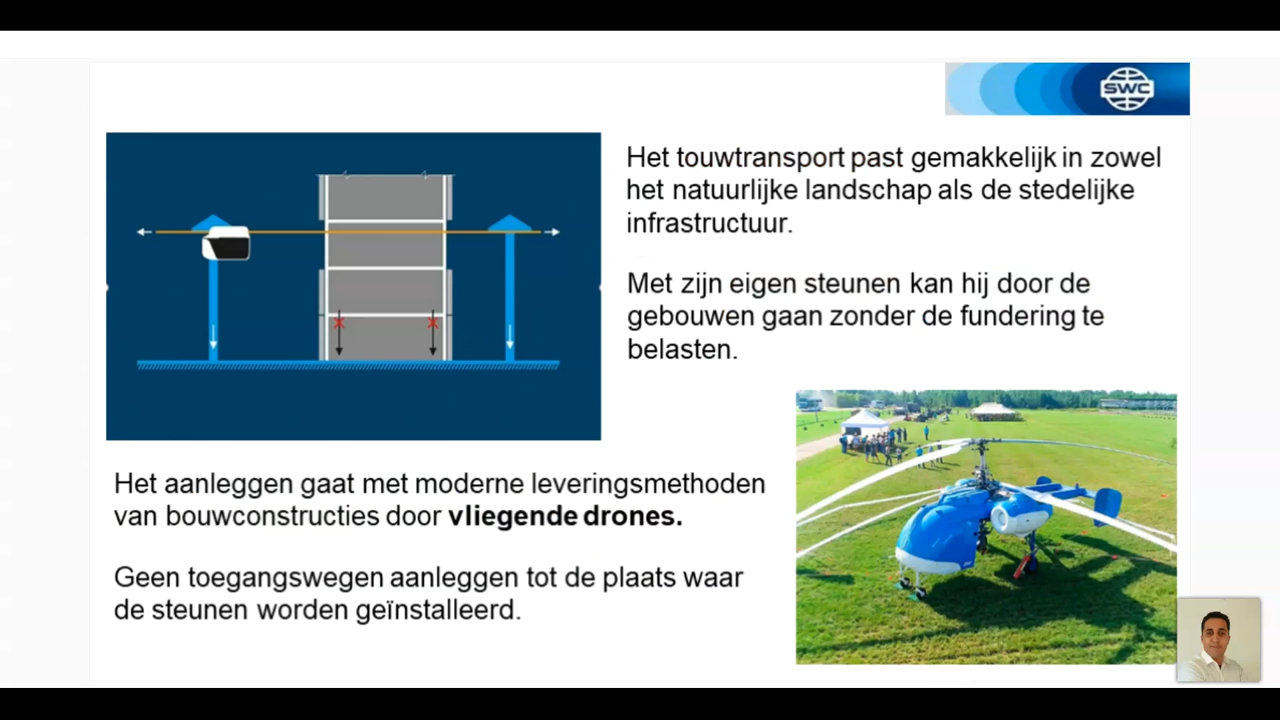 SWC
Het touwtransport past gemakkelijk in zowel
het natuurlijke landschap als de stedelijke
infrastructuur.
Met zijn eigen steunen kan hij door de
gebouwen gaan zonder de fundering te
belasten.
Het aanleggen gaat met moderne leveringsmethoden
van bouwconstructies door vliegende drones.
Geen toegangswegen aanleggen tot de plaats waar
de steunen worden geïnstalleerd.